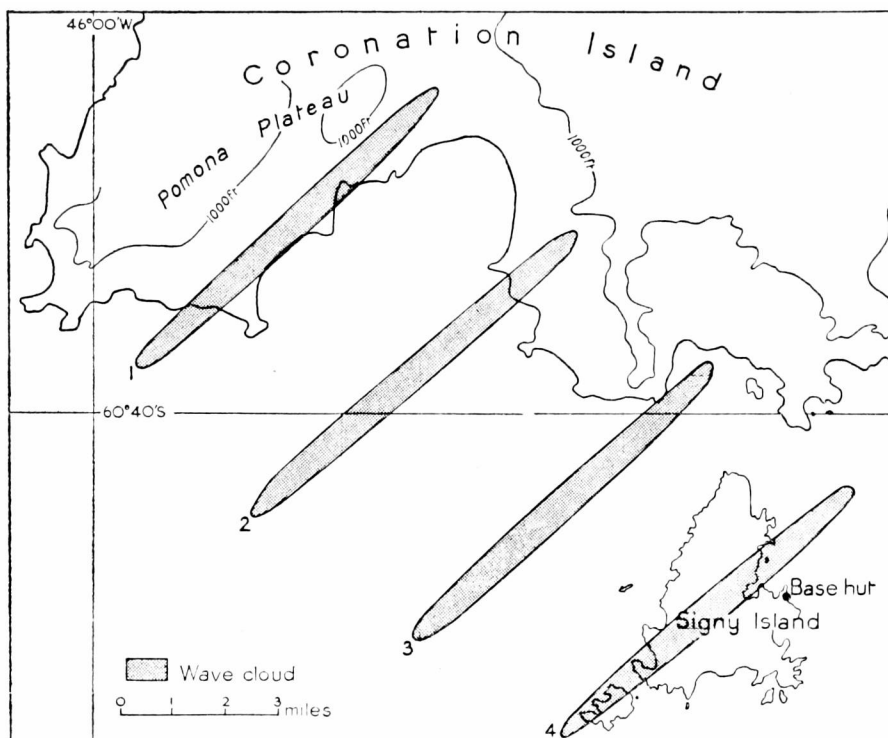 46°00'W
Coronation Island
Pomona Plateau
1000Ft
1000Ft
1000Ft
1
60°40'S
2
Base hut
Signy Island
3
Wave cloud
0 1 2 3
miles
4